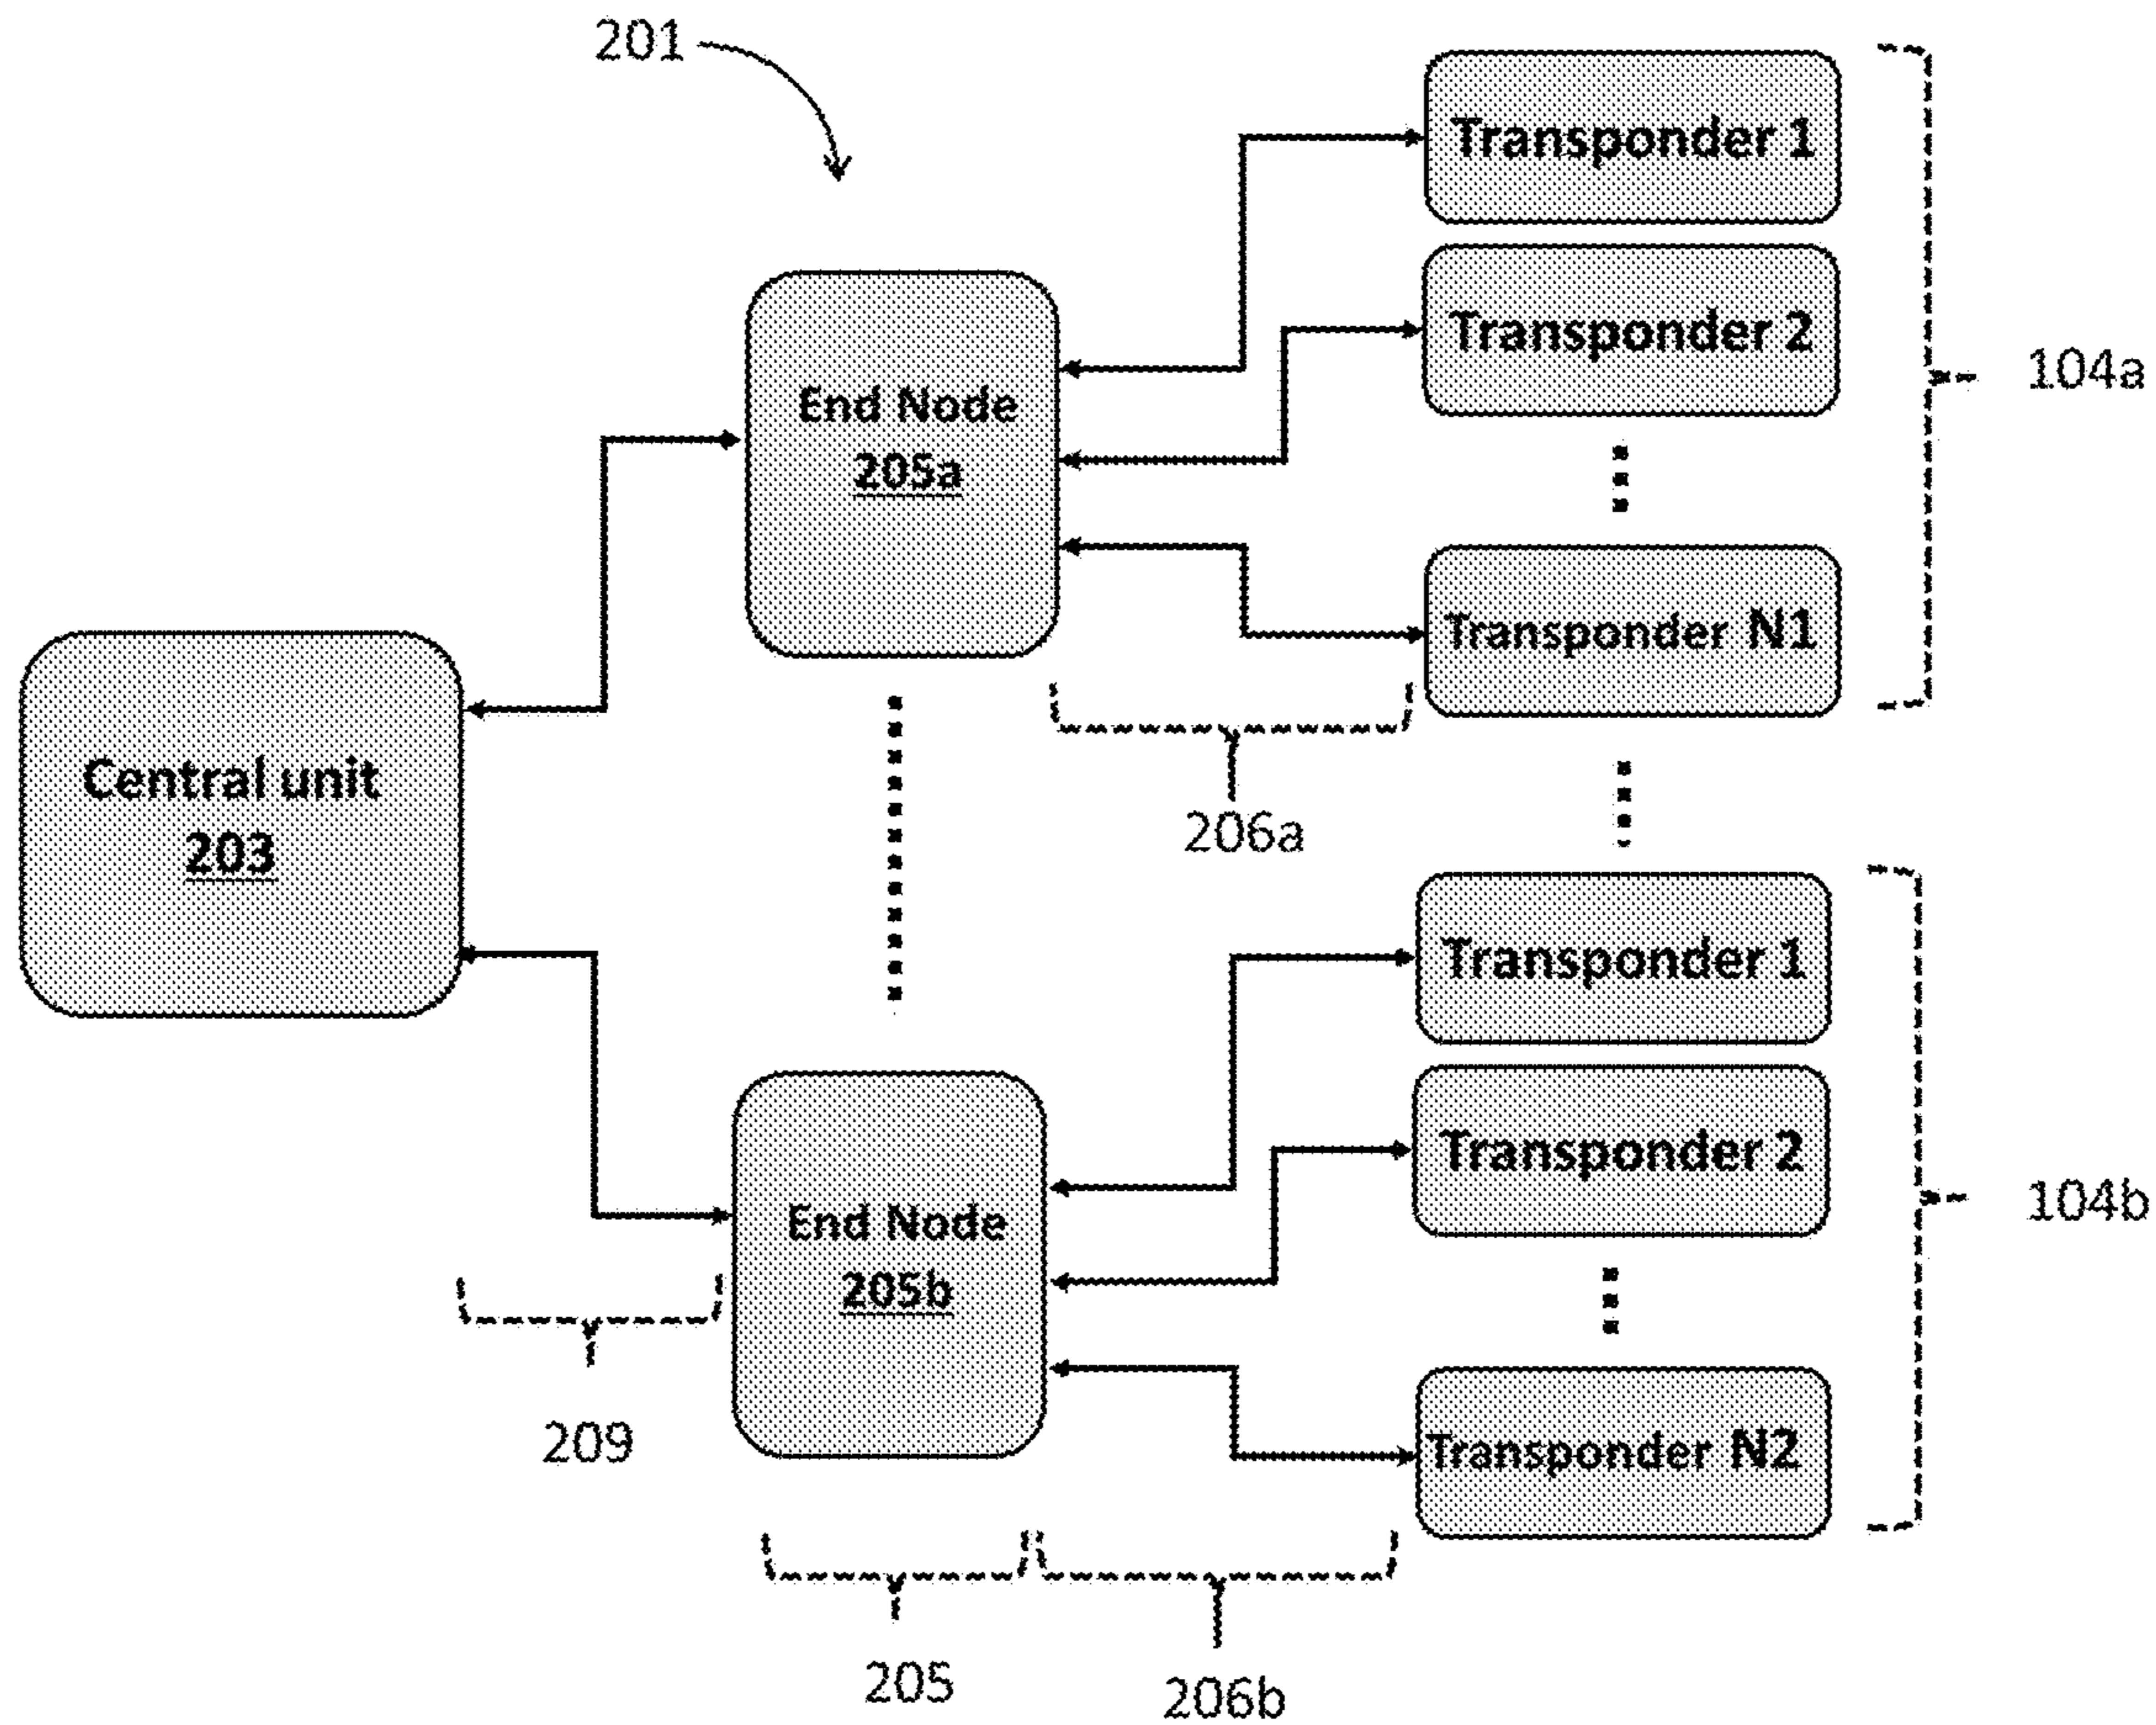 201
Transponder 1
Transponder 2
104a
End Node
205a
Transponder N1
Central unit
203
206a
Transponder 1
Transponder 2
104b
End Node
205b
209
Transponder N2
205
206b